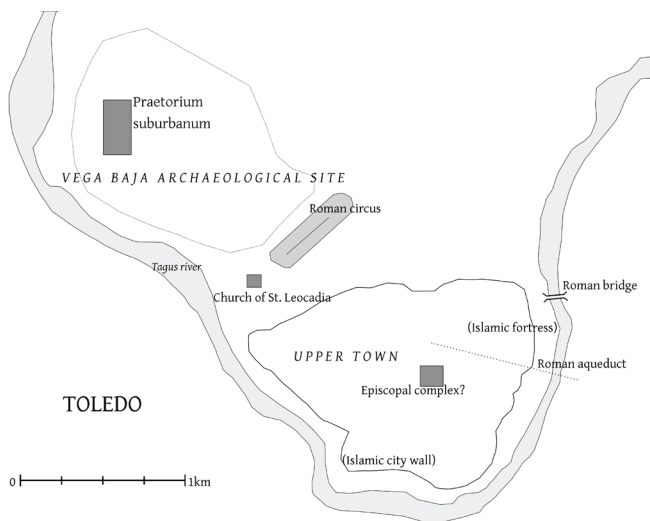 Praetorium
suburbanum
VEGA BAJA ARCHAEOLOGICAL SITE
Roman circus
Tagus river
Church of St. Leocadia
Roman bridge
(Islamic fortress)
UPPER TOWN
Roman aqueduct
Episcopal complex?
TOLEDO
(Islamic city wall)
0 1km